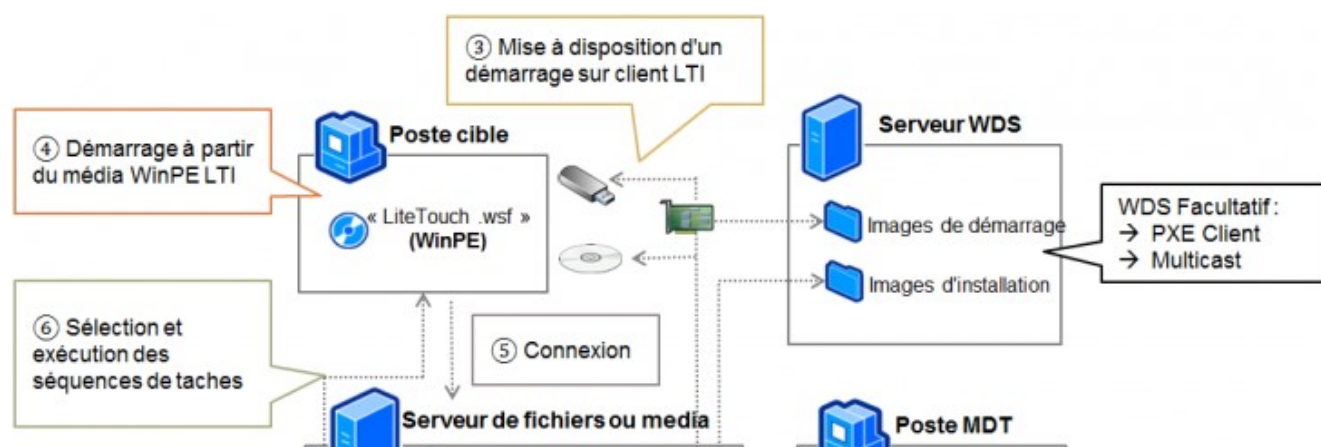 ③ Mise à disposition d'un
démarrage sur client LTI
④ Démarrage à partir
du média WinPE LTI
Poste cible
« LiteTouch .wsf »
(WinPE)
Serveur WDS
Images de démarrage
Images d'installation
WDS Facultatif :
→ PXE Client
→ Multicast
⑥ Sélection et
exécution des
séquences de taches
⑤ Connexion
Serveur de fichiers ou media
Poste MDT